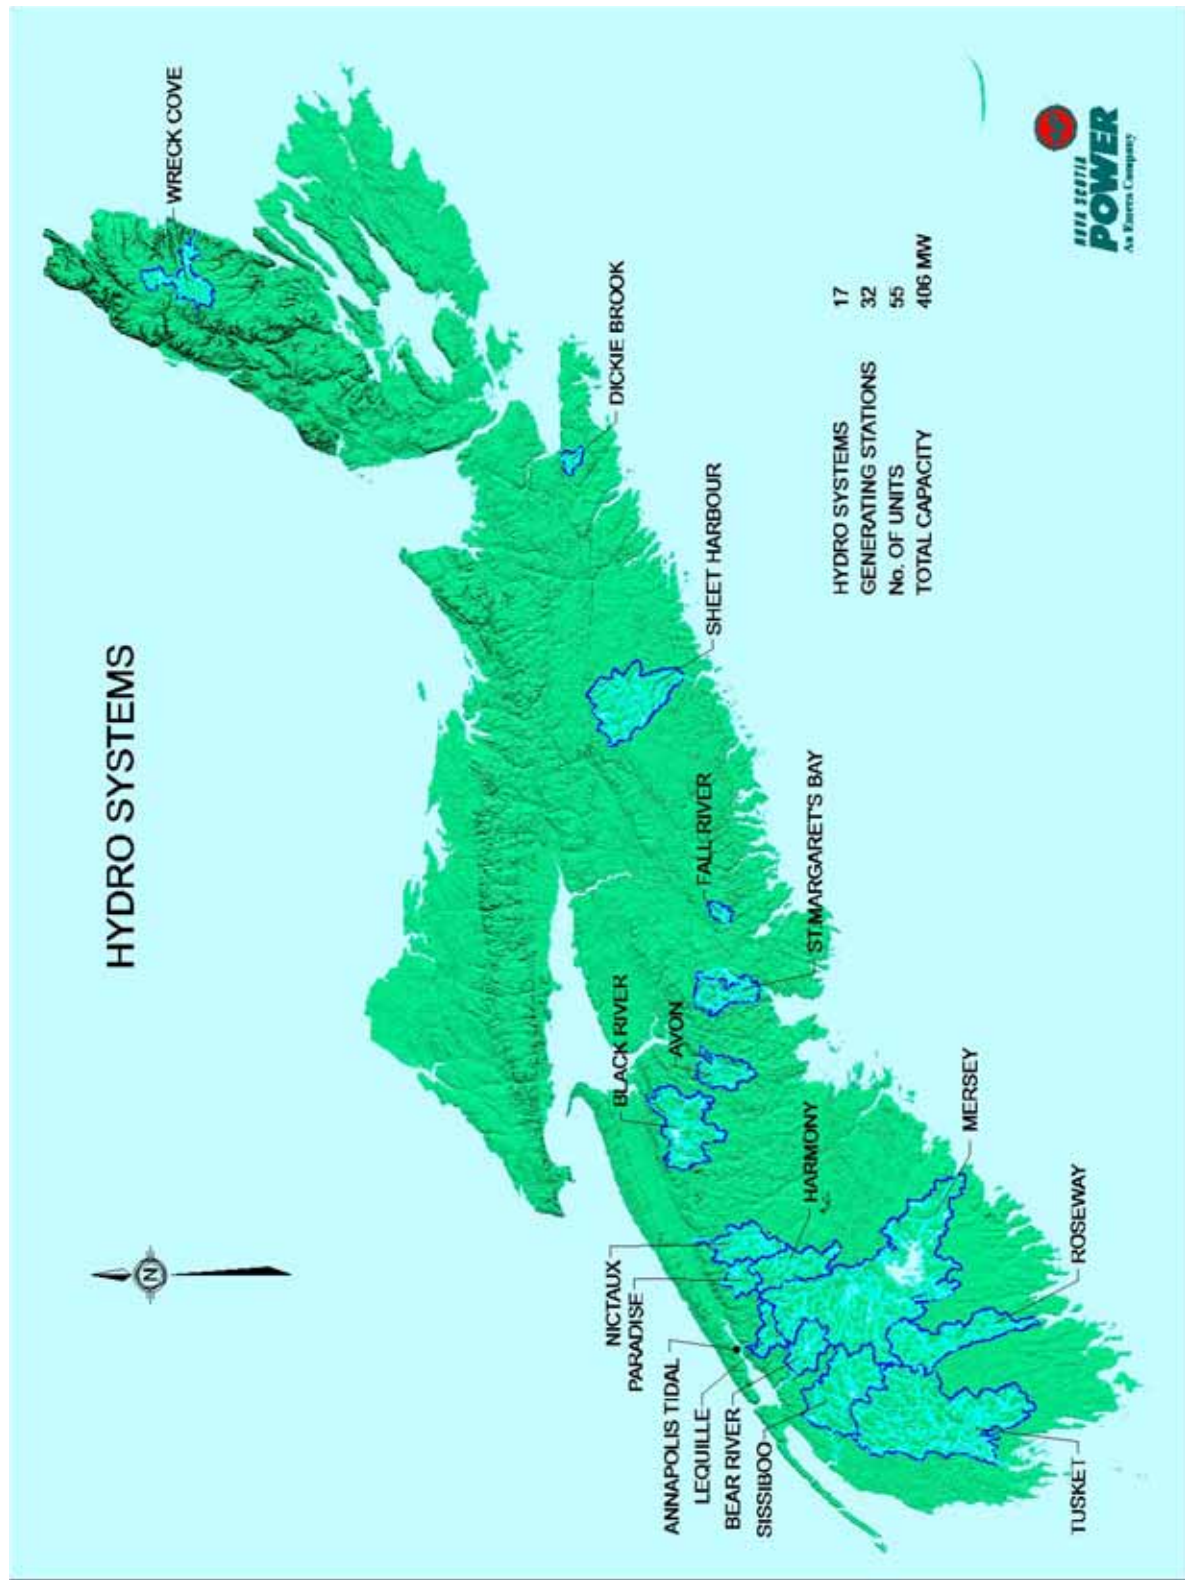 HYDRO SYSTEMS
N
WRECK COVE
DICKIE BROOK
SHEET HARBOUR
FALL RIVER
ST.MARGARET'S BAY
BLACK RIVER
AVON
NICTAUX
PARADISE
HARMONY
ANNAPOLIS TIDAL
LEQUILLE
BEAR RIVER
SISSIBOO
MERSEY
ROSEWAY
TUSKET
HYDRO SYSTEMS 17
GENERATING STATIONS 32
No. OF UNITS 55
TOTAL CAPACITY 406 MW
NOVA SCOTIA
POWER
An Emera Company